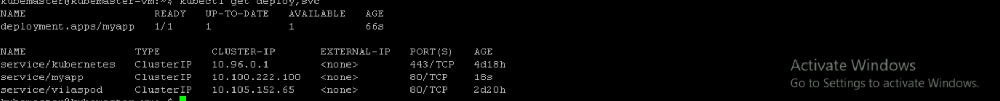 kubemaster@kubemaster-vm:~$ kubectl get deploy,svc
NAME READY UP-TO-DATE AVAILABLE AGE
deployment.apps/myapp 1/1 1 1 66s
NAME TYPE CLUSTER-IP EXTERNAL-IP PORT(S) AGE
service/kubernetes ClusterIP 10.96.0.1 <none> 443/TCP 4d18h
service/myapp ClusterIP 10.100.222.100 <none> 80/TCP 18s
service/vilaspod ClusterIP 10.105.152.65 <none> 80/TCP 2d20h
Activate Windows
Go to Settings to activate Windows.